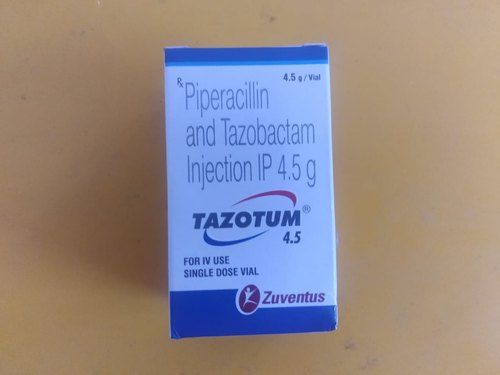 4.5 g / Vial
Rx Piperacillin
and Tazobactam
Injection IP 4.5 g
TAZOTUM®
4.5
FOR IV USE
SINGLE DOSE VIAL
Zuventus